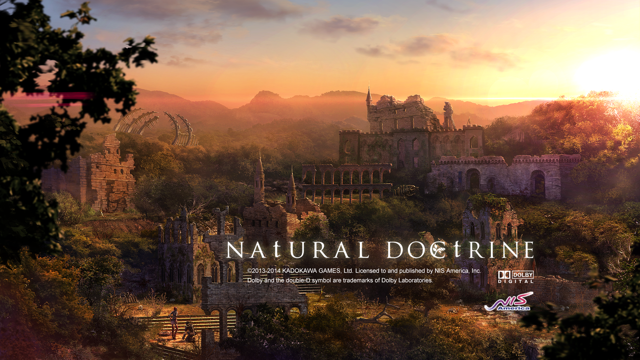 NATURAL DOCTRINE
©2013-2014 KADOKAWA GAMES, Ltd. Licensed to and published by NIS America, Inc.
Dolby and the double-D symbol are trademarks of Dolby Laboratories.
DOLBY
DIGITAL
NIS
America